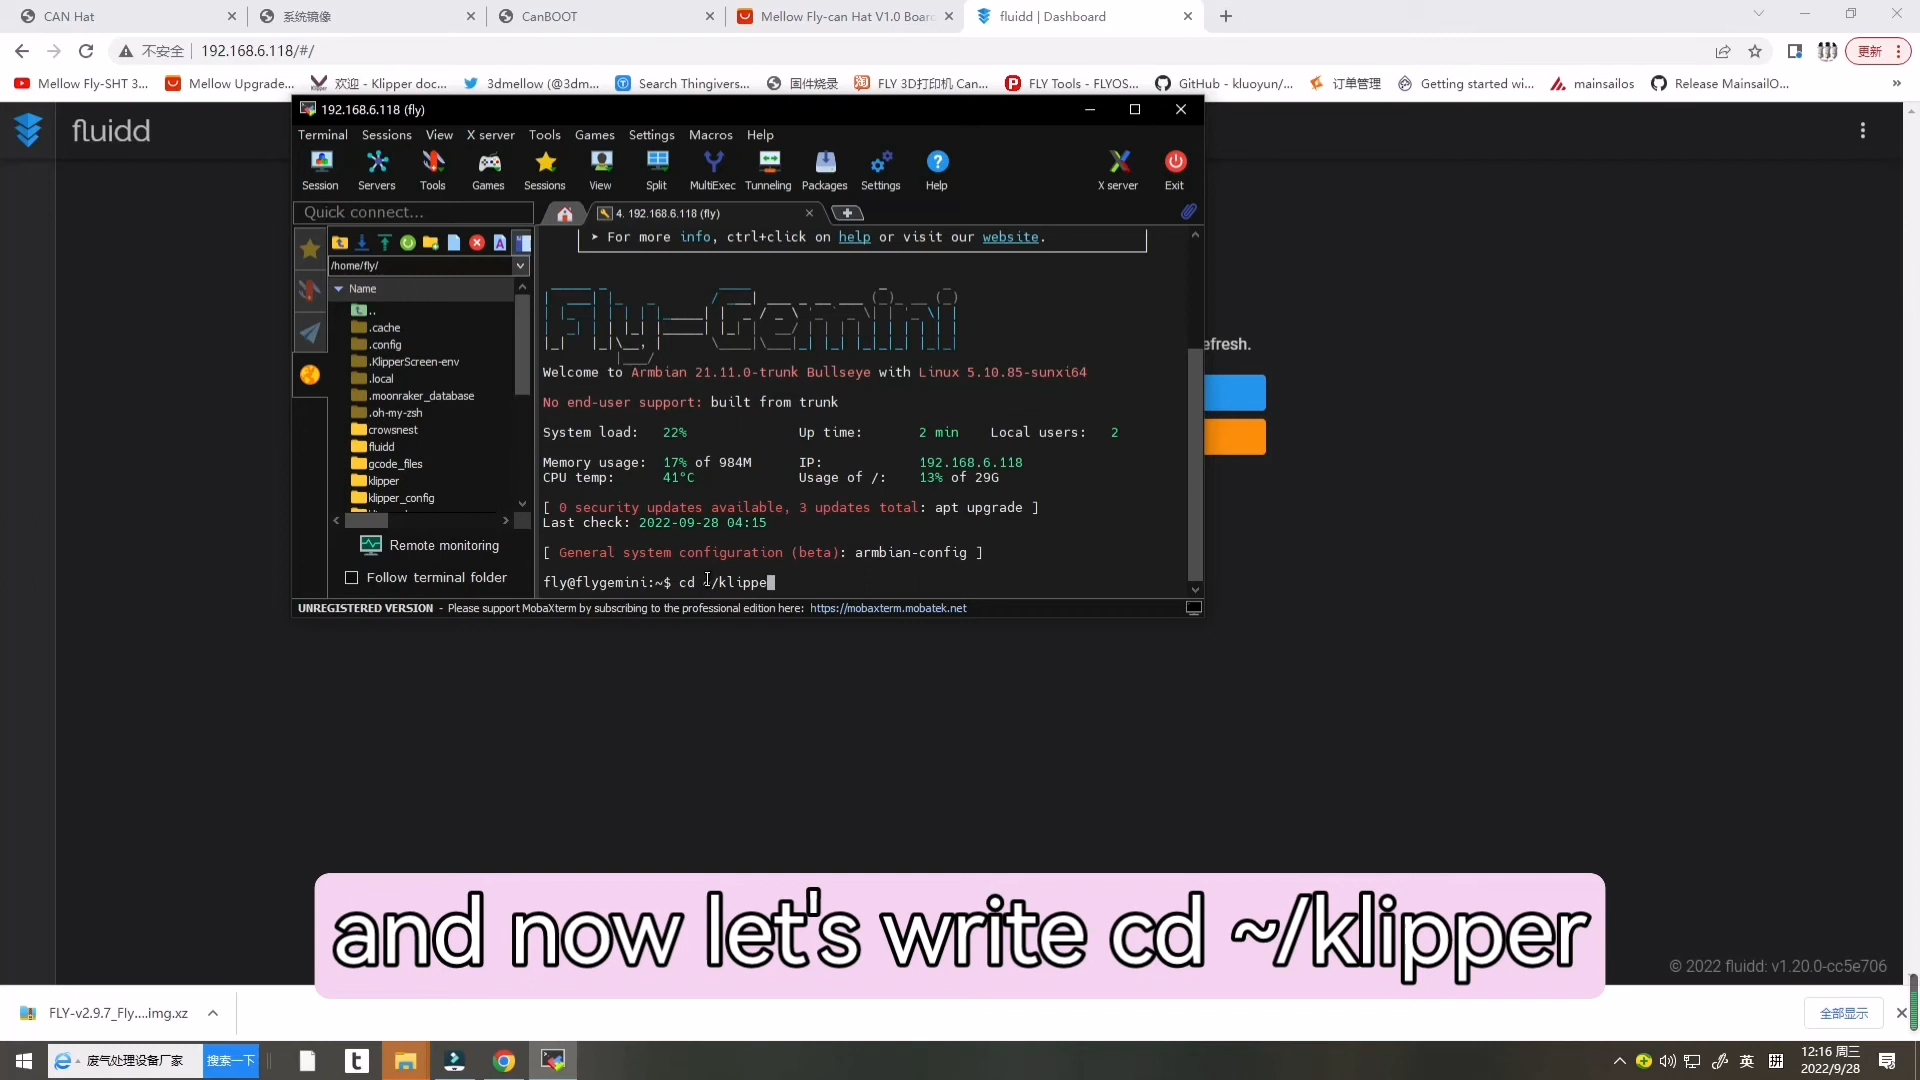 CAN Hat
系统镜像
CanBOOT
Mellow Fly-can Hat V1.0 Boar
fluidd | Dashboard
不安全
192.168.6.118/#/
更新
Mellow Fly-SHT 3...
Mellow Upgrade...
欢迎 - Klipper doc...
3dmellow (@3dm...
Search Thingivers...
固件烧录
FLY 3D打印机 Can...
FLY Tools - FLYOS...
GitHub - kluoyun/...
订单管理
Getting started wi...
mainsailos
Release MainsailO...
»
fluidd
192.168.6.118 (fly)
Terminal Sessions View X server Tools Games Settings Macros Help
Session Servers Tools Games Sessions View Split MultiExec Tunneling Packages Settings Help X server Exit
Quick connect...
4. 192.168.6.118 (fly)
/home/fly/
Name
..
.cache
.config
.KlipperScreen-env
.local
.moonraker_database
.oh-my-zsh
crowsnest
fluidd
gcode_files
klipper
klipper_config
Remote monitoring
Follow terminal folder
➤ For more info, ctrl+click on help or visit our website.
Fly-Gemini
Welcome to Armbian 21.11.0-trunk Bullseye with Linux 5.10.85-sunxi64
No end-user support: built from trunk
System load: 22% Up time: 2 min Local users: 2
Memory usage: 17% of 984M IP: 192.168.6.118
CPU temp: 41°C Usage of /: 13% of 29G
[ 0 security updates available, 3 updates total: apt upgrade ]
Last check: 2022-09-28 04:15
[ General system configuration (beta): armbian-config ]
fly@flygemini:~$ cd ~/klippe
UNREGISTERED VERSION - Please support MobaXterm by subscribing to the professional edition here: https://mobaxterm.mobatek.net
efresh.
and now let's write cd ~/klipper
© 2022 fluidd: v1.20.0-cc5e706
FLY-v2.9.7_Fly....img.xz
全部显示
废气处理设备厂家
搜索一下
英
拼
12:16 周三
2022/9/28